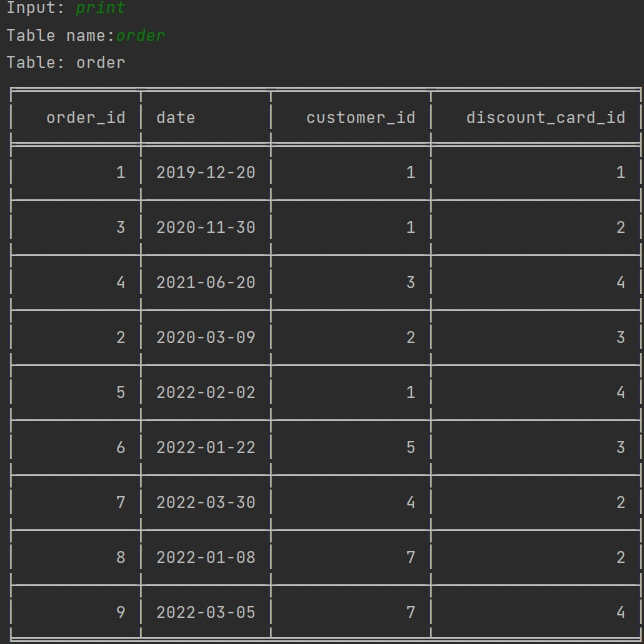 Input: print
Table name:order
Table: order
order_id date customer_id discount_card_id
1 2019-12-20 1 1
3 2020-11-30 1 2
4 2021-06-20 3 4
2 2020-03-09 2 3
5 2022-02-02 1 4
6 2022-01-22 5 3
7 2022-03-30 4 2
8 2022-01-08 7 2
9 2022-03-05 7 4